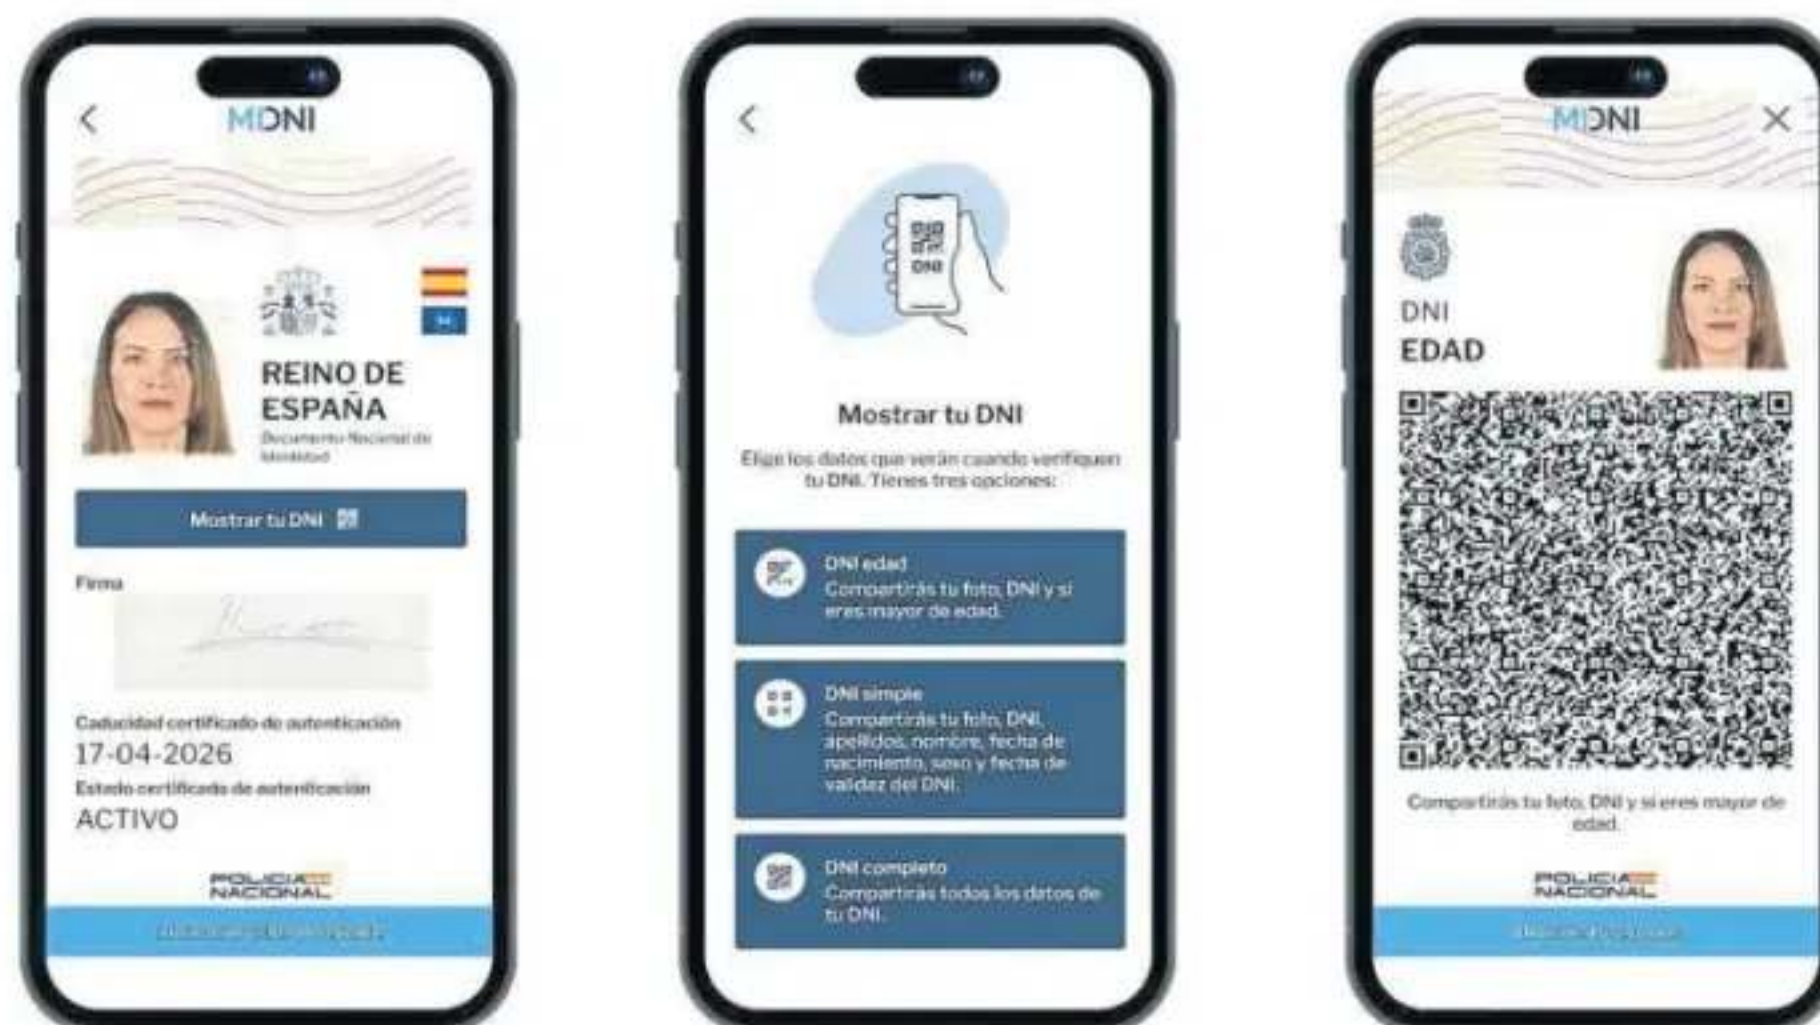 MIDNI
REINO DE
ESPAÑA
Documento Nacional de
Identidad
Mostrar tu DNI
Firma
Caducidad certificado de autenticación
17-04-2026
Estado certificado de autenticación
ACTIVO
POLICIA
NACIONAL
DNI
Mostrar tu DNI
Elige los datos que verán cuando verifiquen
tu DNI. Tienes tres opciones:
DNI edad
Compartirás tu foto, DNI y si
eres mayor de edad.
DNI simple
Compartirás tu foto, DNI,
apellidos, nombre, fecha de
nacimiento, sexo y fecha de
validez del DNI.
DNI completo
Compartirás todos los datos de
tu DNI.
MIDNI
DNI
EDAD
Compartirás tu foto, DNI y si eres mayor de
edad.
POLICIA
NACIONAL